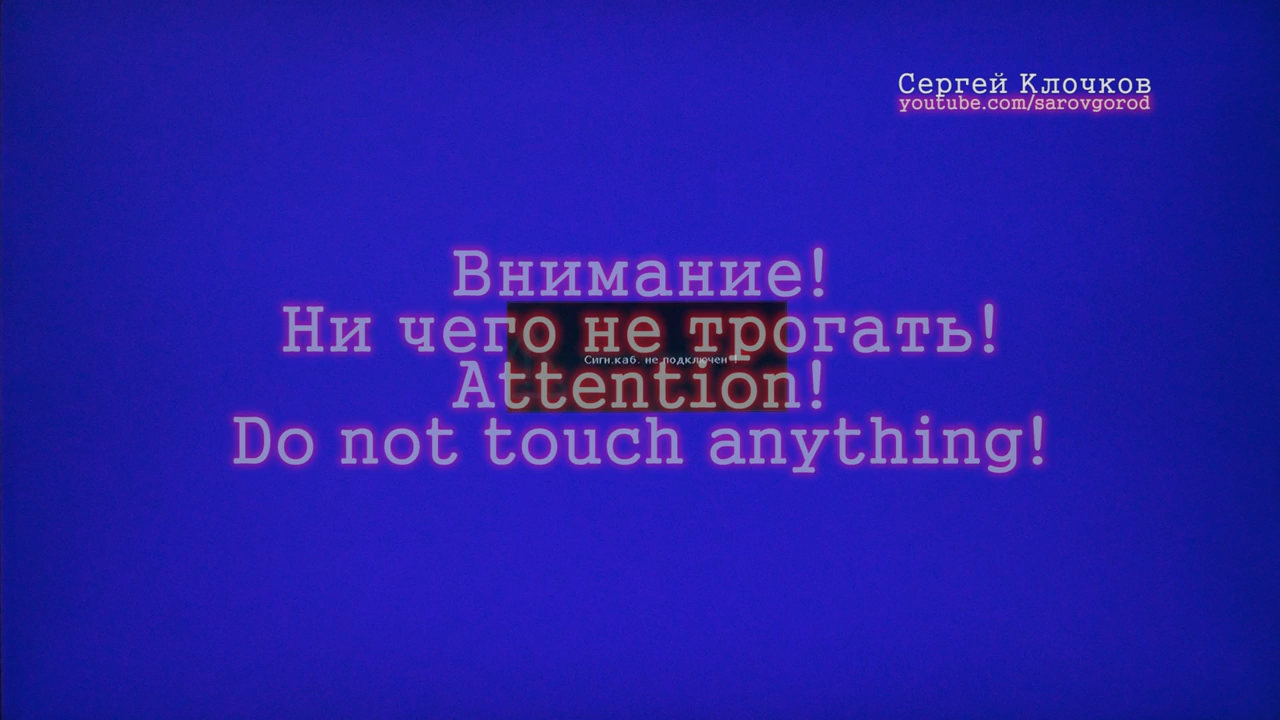 Сергей Клочков
youtube.com/sarovgorod
Внимание!
Ни чего не трогать!
Сигн.каб. не подключен !
Attention!
Do not touch anything!